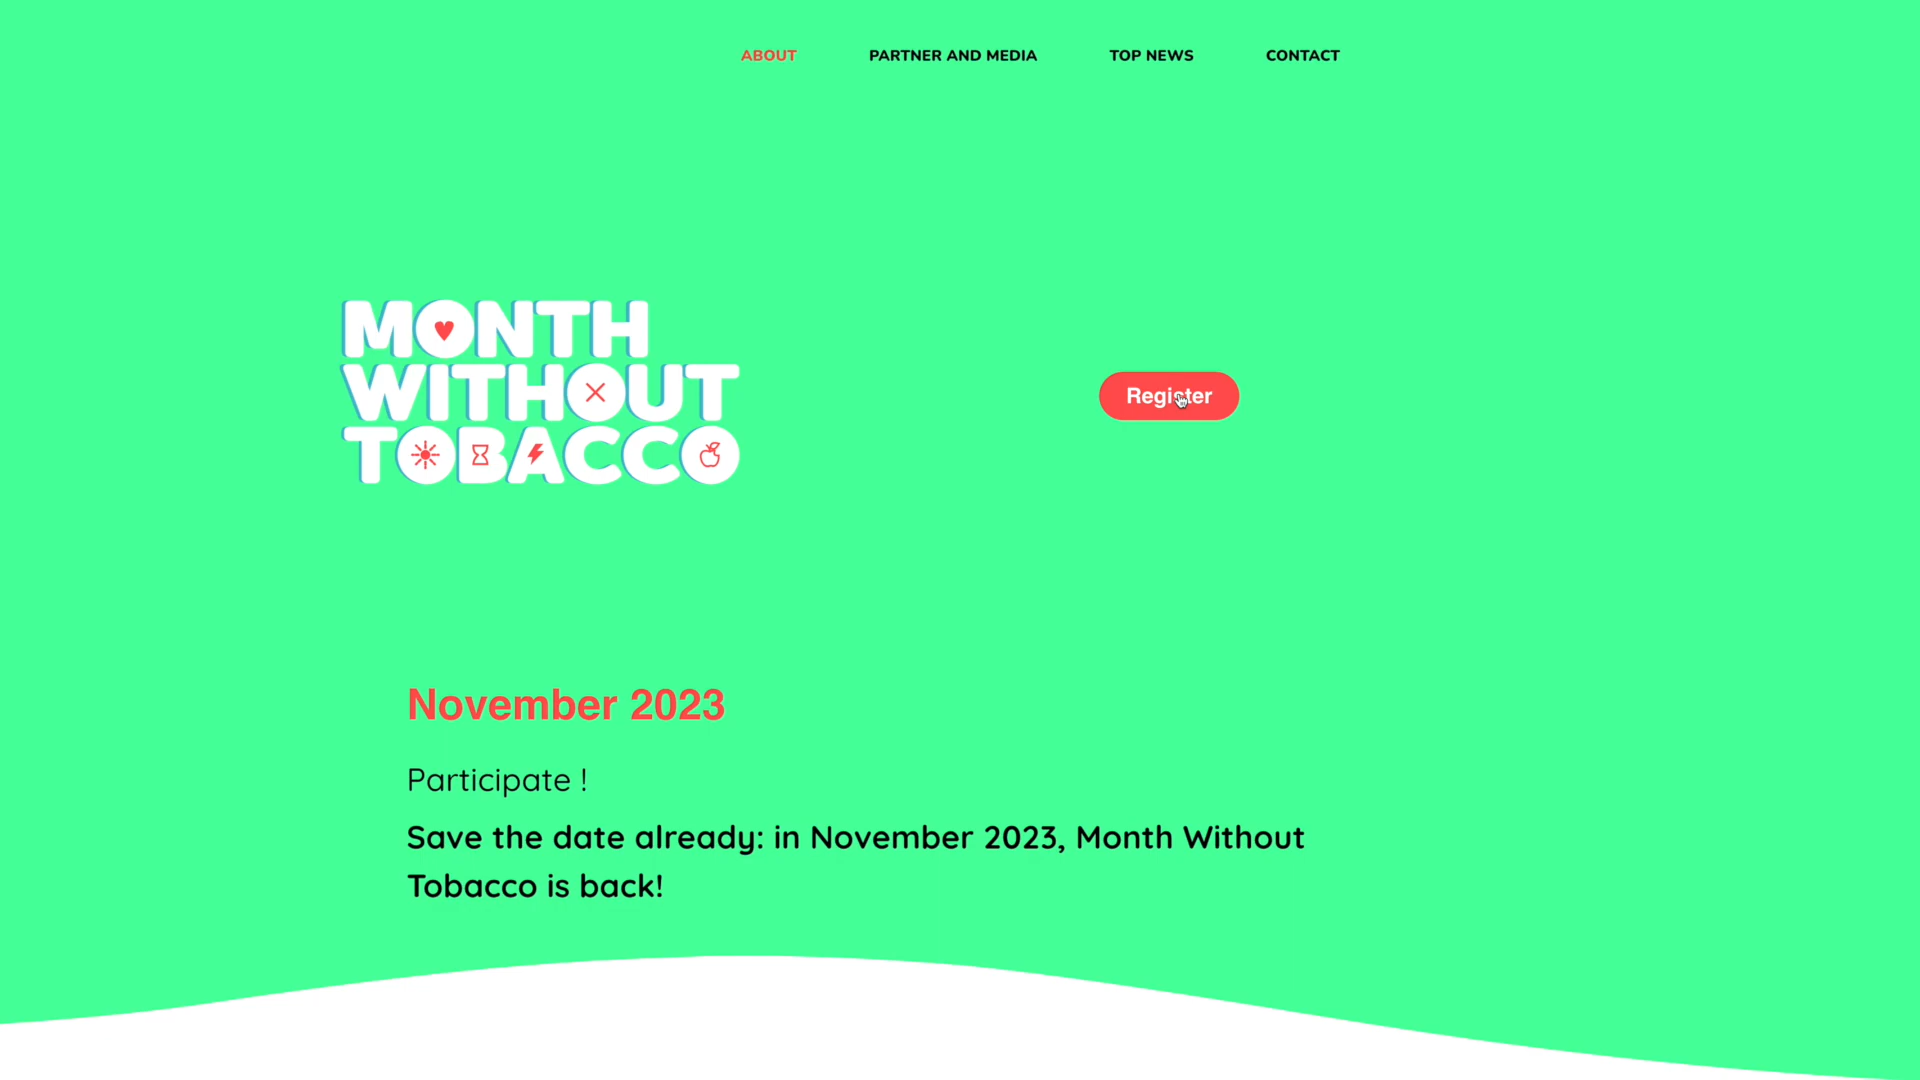 ABOUT PARTNER AND MEDIA TOP NEWS CONTACT
MONTH
WITHOUT
TOBACCO
Register
November 2023
Participate !
Save the date already: in November 2023, Month Without
Tobacco is back!